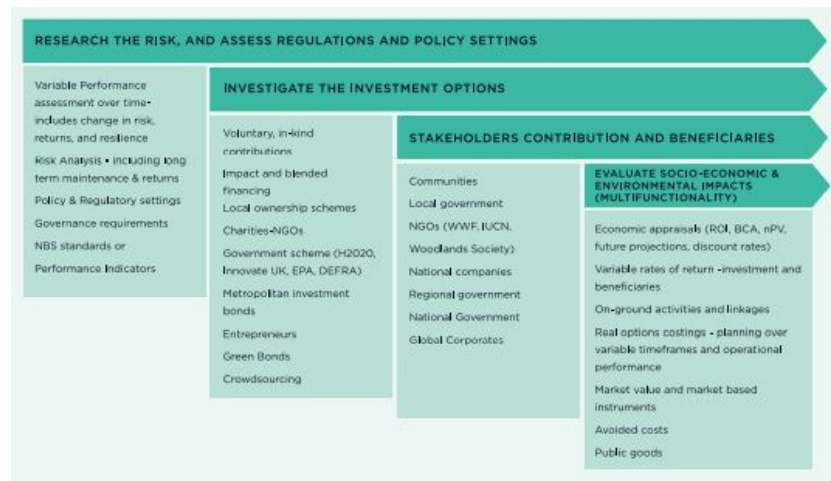 RESEARCH THE RISK, AND ASSESS REGULATIONS AND POLICY SETTINGS
Variable Performance
assessment over time-
includes change in risk,
returns, and resilience
Risk Analysis • including long
term maintenance & returns
Policy & Regulatory settings
Governance requirements
NBS standards or
Performance Indicators
INVESTIGATE THE INVESTMENT OPTIONS
Voluntary, in-kind
contributions
Impact and blended
financing
Local ownership schemes
Charities-NGOs
Government scheme (H2020,
Innovate UK, EPA, DEFRA)
Metropolitan investment
bonds
Entrepreneurs
Green Bonds
Crowdsourcing
STAKEHOLDERS CONTRIBUTION AND BENEFICIARIES
Communities
Local government
NGOs (WWF, IUCN,
Woodlands Society)
National companies
Regional government
National Government
Global Corporates
EVALUATE SOCIO-ECONOMIC &
ENVIRONMENTAL IMPACTS
(MULTIFUNCTIONALITY)
Economic appraisals (ROI, BCA, nPV,
future projections, discount rates)
Variable rates of return -investment and
beneficiaries
On-ground activities and linkages
Real options costings - planning over
variable timeframes and operational
performance
Market value and market based
instruments
Avoided costs
Public goods